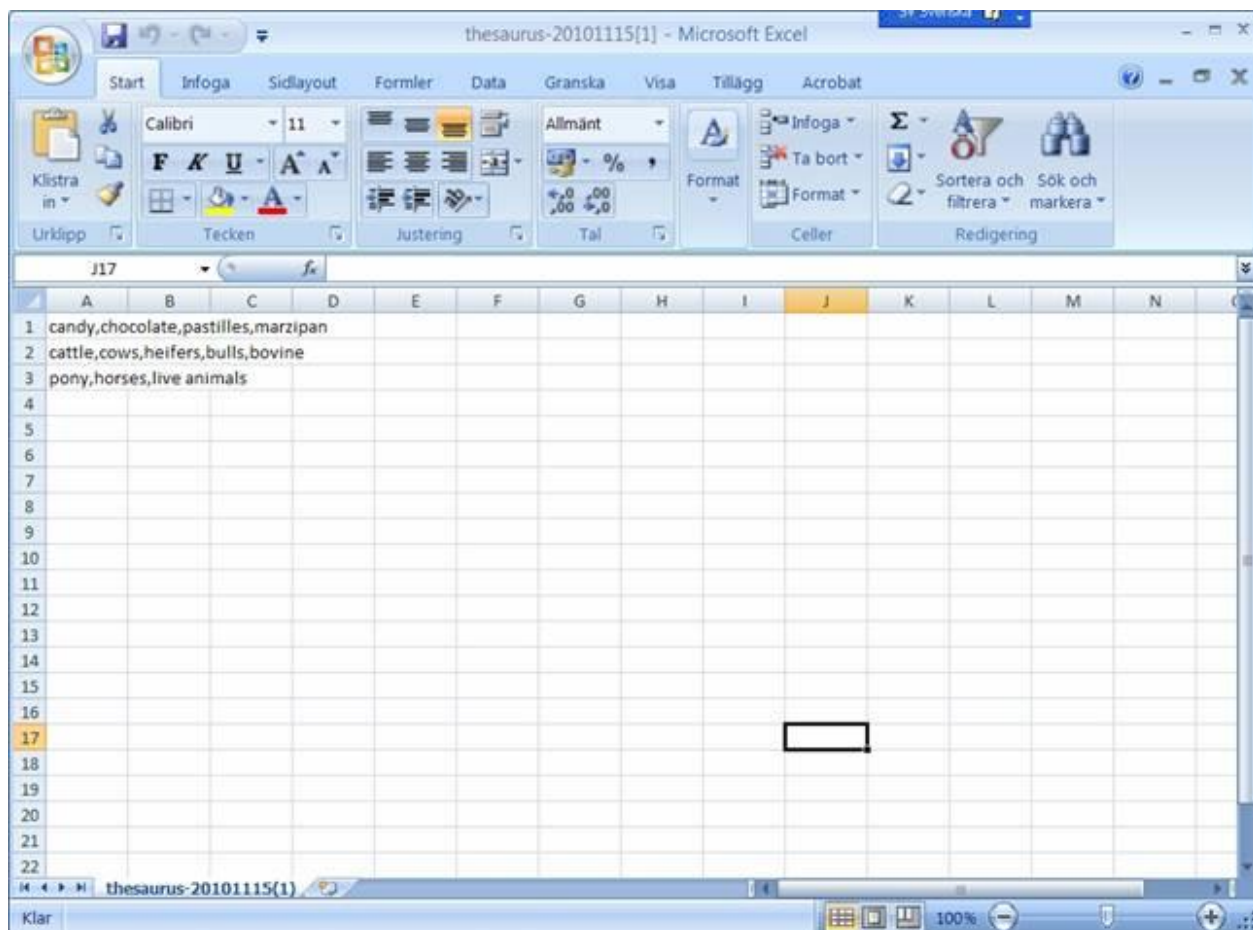 thesaurus-20101115[1] - Microsoft Excel
Start Infoga Sidlayout Formler Data Granska Visa Tillägg Acrobat
Calibri 11 Allmänt Infoga Σ
F K U A A % Ta bort
Klistra in Format Format Sortera och filtrera Sök och markera
Urklipp Tecken Justering Tal Celler Redigering
J17 fx
A B C D E F G H I J K L M N
1 candy,chocolate,pastilles,marzipan
2 cattle,cows,heifers,bulls,bovine
3 pony,horses,live animals
4
5
6
7
8
9
10
11
12
13
14
15
16
17
18
19
20
21
22
thesaurus-20101115(1)
Klar 100%